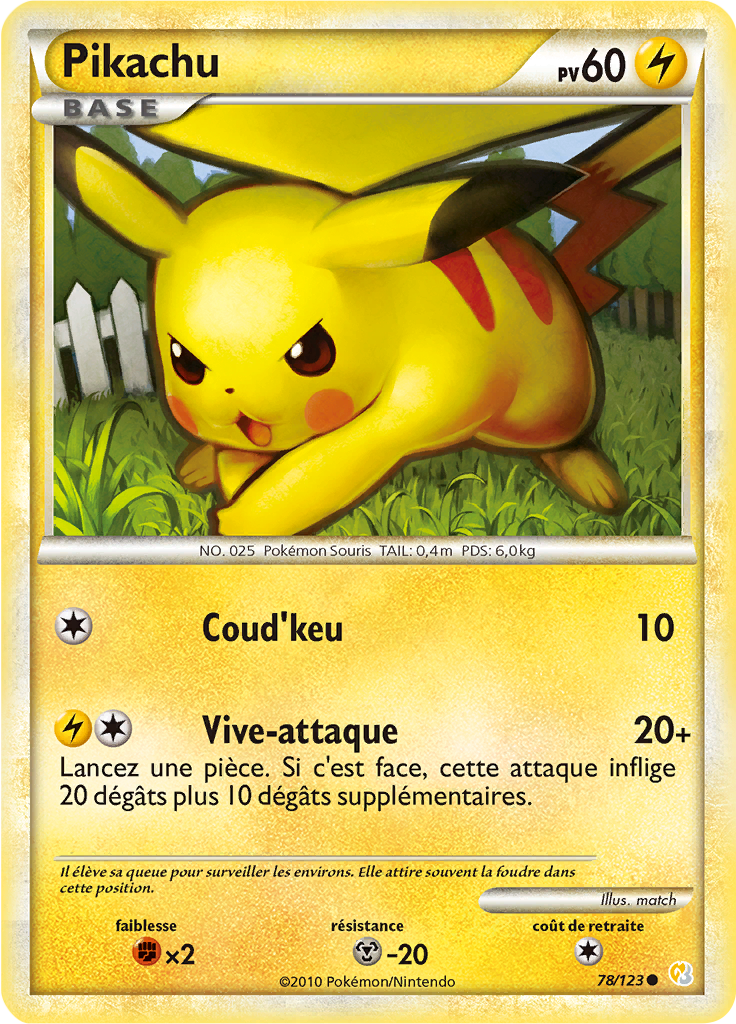 Pikachu
PV60
BASE
NO. 025 Pokémon Souris TAIL: 0,4m PDS: 6,0kg
Coud'keu 10
Vive-attaque 20+
Lancez une pièce. Si c'est face, cette attaque inflige
20 dégâts plus 10 dégâts supplémentaires.
Il élève sa queue pour surveiller les environs. Elle attire souvent la foudre dans
cette position.
Illus. match
faiblesse résistance coût de retraite
×2 -20
©2010 Pokémon/Nintendo 78/123